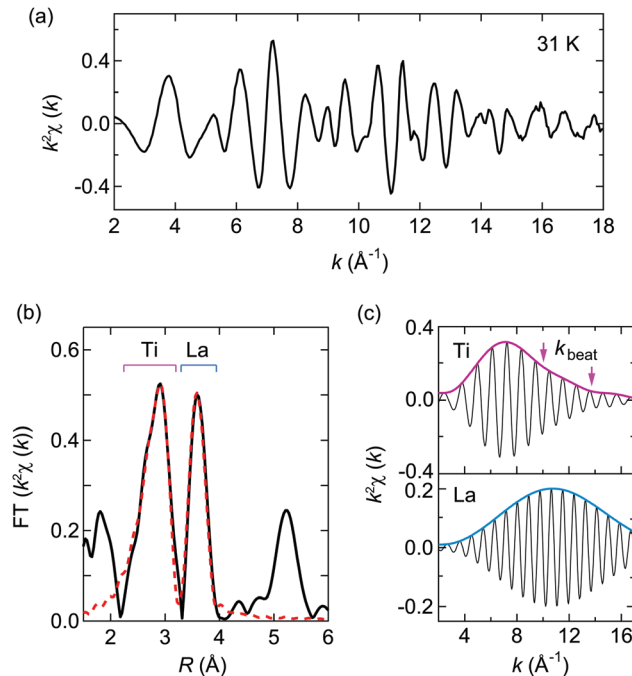 (a)
31 K
0.4
0.0
-0.4
k²χ (k)
2 4 6 8 10 12 14 16 18
k (Å⁻¹)
(b)
Ti La
0.6
0.4
0.2
0.0
FT (k²χ (k))
2 3 4 5 6
R (Å)
(c)
0.4
0.0
-0.4
Ti
k_beat
k²χ (k)
0.2
0.0
-0.2
La
4 8 12 16
k (Å⁻¹)